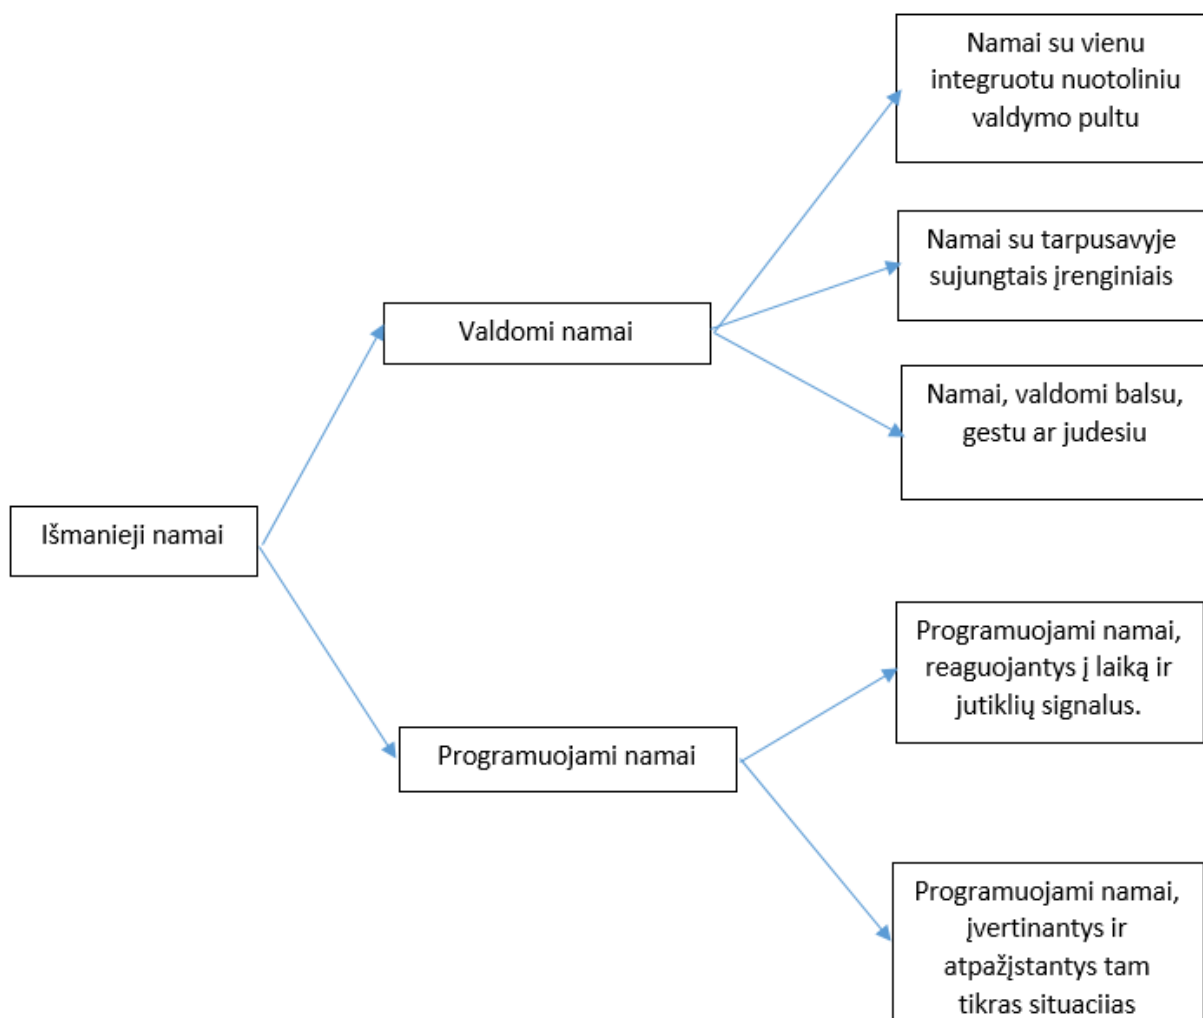 Namai su vienu
integruotu nuotoliniu
valdymo pultu
Namai su tarpusavyje
sujungtais įrenginiais
Valdomi namai
Namai, valdomi balsu,
gestu ar judesiu
Išmanieji namai
Programuojami namai,
reaguojantys į laiką ir
jutiklių signalus.
Programuojami namai
Programuojami namai,
įvertinantys ir
atpažįstantys tam
tikras situacijas